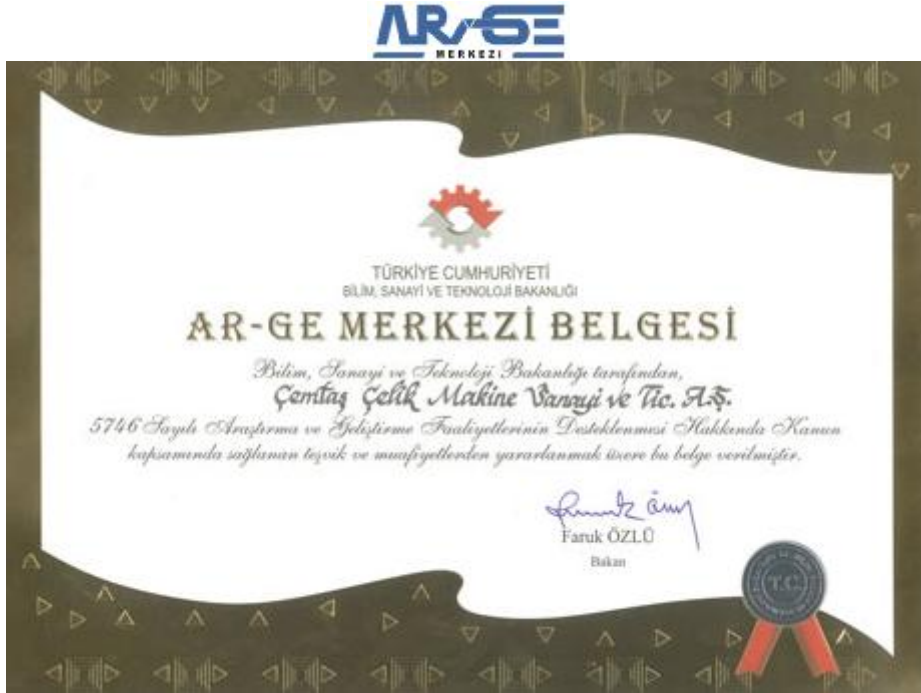 AR-GE
MERKEZI
TÜRKİYE CUMHURİYETİ
BİLİM, SANAYİ VE TEKNOLOJİ BAKANLIĞI
AR-GE MERKEZİ BELGESİ
Bilim, Sanayi ve Teknoloji Bakanlığı tarafından,
Çemtaş Çelik Makine Sanayi ve Tic. A.Ş.
5746 Sayılı Araştırma ve Geliştirme Faaliyetlerinin Desteklenmesi Hakkında Kanun
kapsamında sağlanan teşvik ve muafiyetlerden yararlanmak üzere bu belge verilmiştir.
Faruk ÖZLÜ
Bakan
T.C.